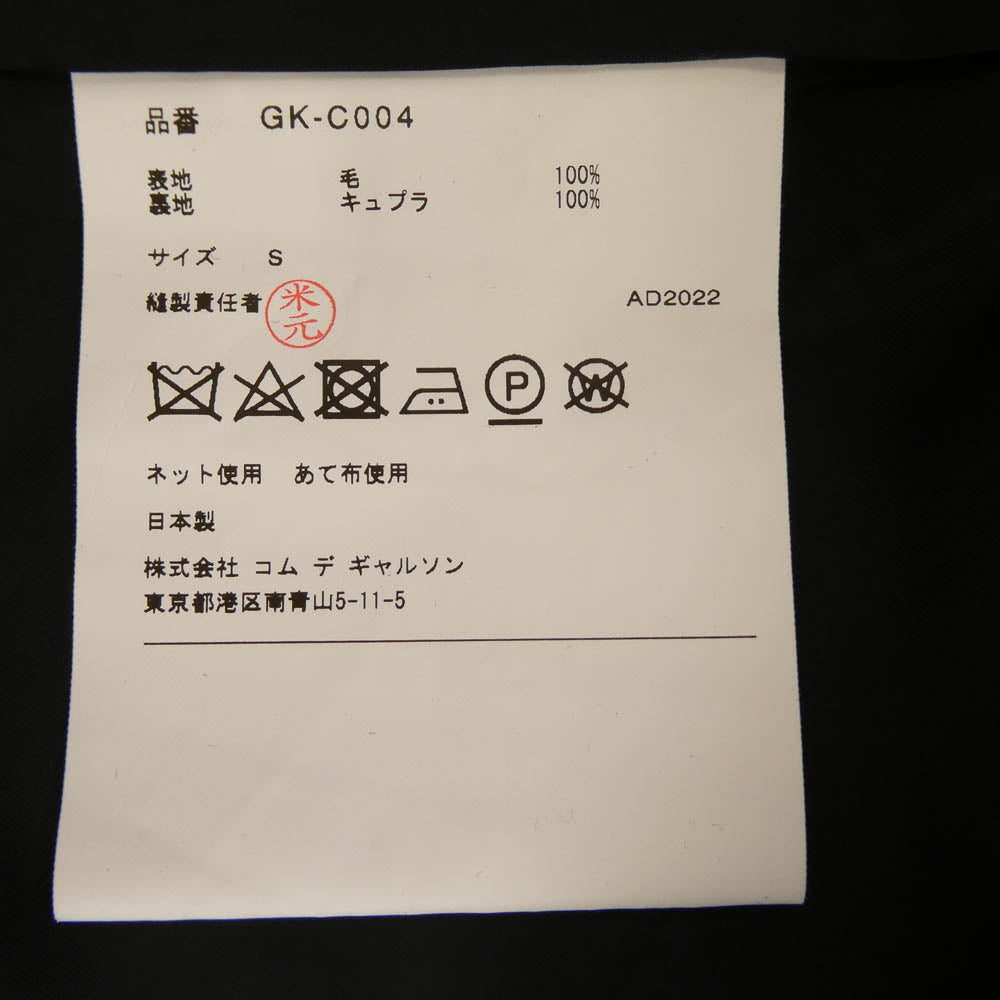 品番 GK-C004
表地 毛 100%
裏地 キュプラ 100%
サイズ S
縫製責任者 米元 AD2022
P W
ネット使用 あて布使用
日本製
株式会社 コム デ ギャルソン
東京都港区南青山5-11-5